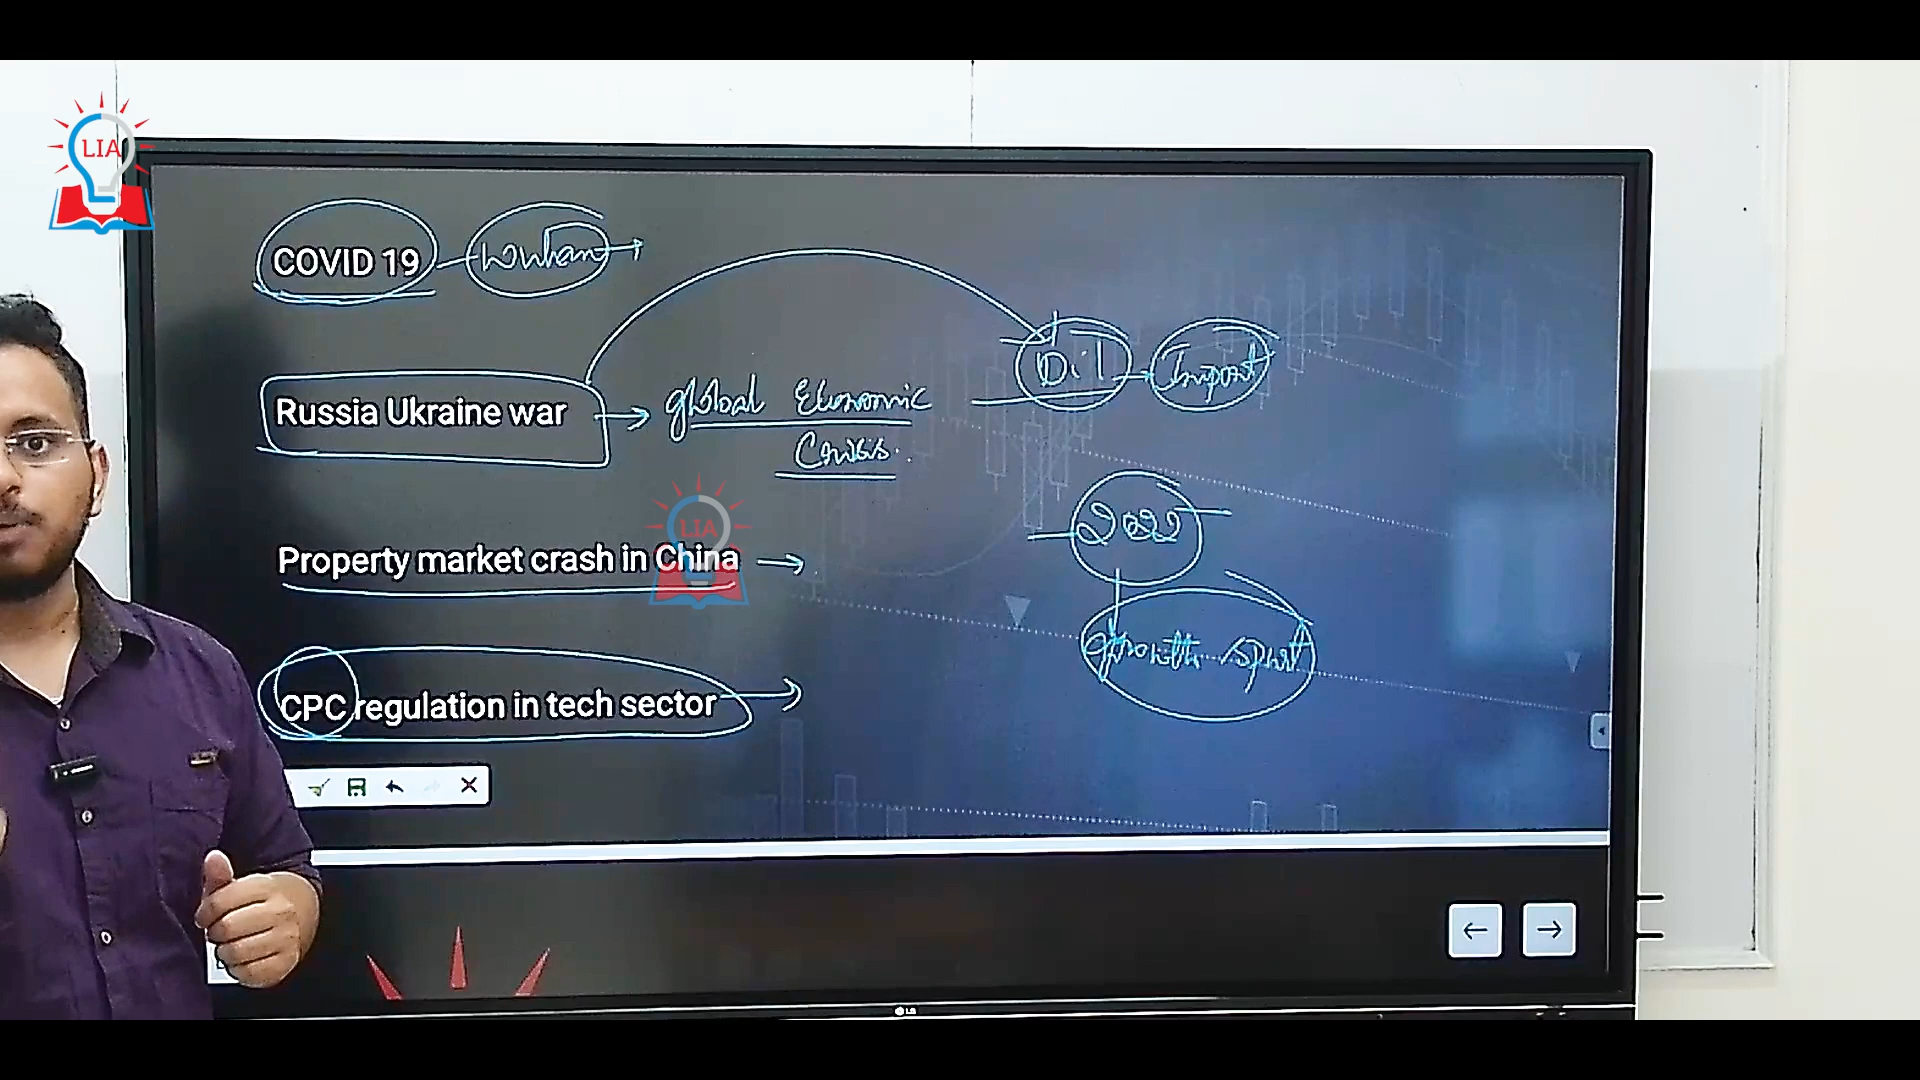 LIA
COVID 19 wuhan
Oil Import
Russia Ukraine war global Economic
Crisis.
2022
LIA
Property market crash in China
growth spurt
CPC regulation in tech sector
LG